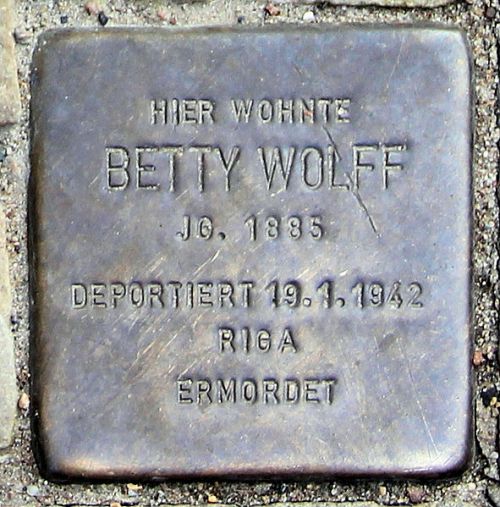 HIER WOHNTE
BETTY WOLFF
JG. 1885
DEPORTIERT 19.1.1942
RIGA
ERMORDET